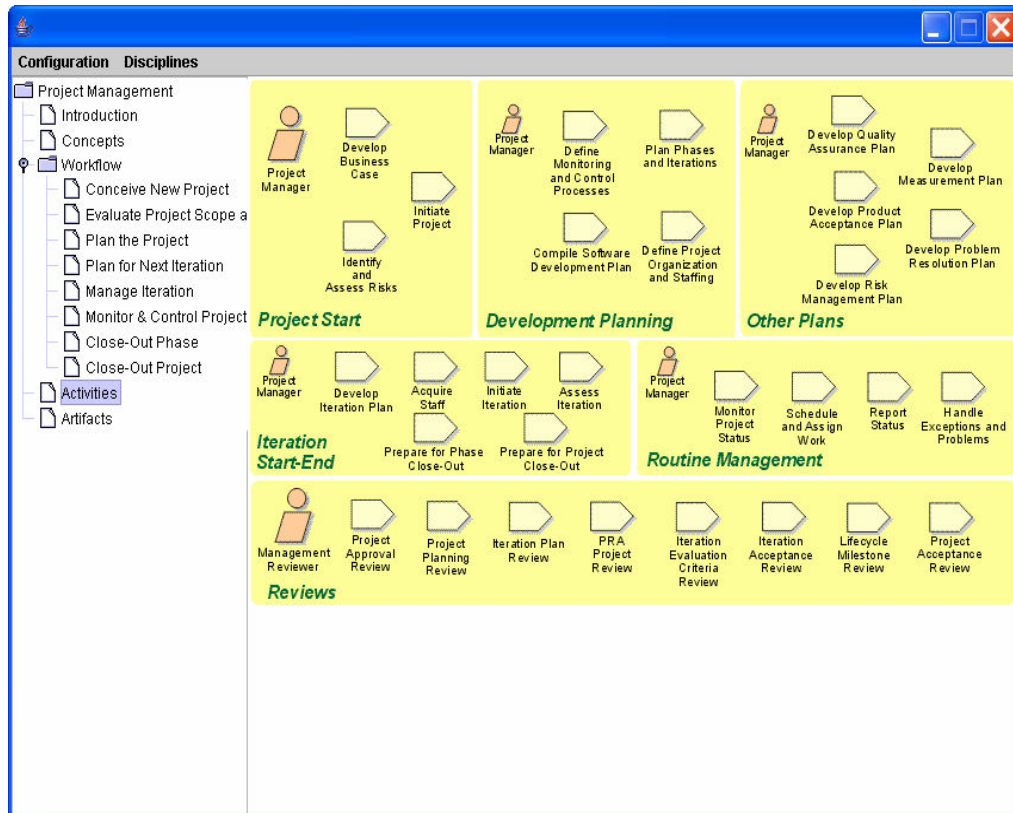 Configuration Disciplines
Project Management
Introduction
Concepts
Workflow
Conceive New Project
Evaluate Project Scope a
Plan the Project
Plan for Next Iteration
Manage Iteration
Monitor & Control Project
Close-Out Phase
Close-Out Project
Activities
Artifacts
Project
Manager
Develop
Business
Case
Initiate
Project
Identify
and
Assess Risks
Project Start
Project
Manager
Define
Monitoring
and Control
Processes
Plan Phases
and Iterations
Compile Software
Development Plan
Define Project
Organization
and Staffing
Development Planning
Project
Manager
Develop Quality
Assurance Plan
Develop
Measurement Plan
Develop Product
Acceptance Plan
Develop Problem
Resolution Plan
Develop Risk
Management Plan
Other Plans
Project
Manager
Develop
Iteration Plan
Acquire
Staff
Initiate
Iteration
Assess
Iteration
Prepare for Phase
Close-Out
Prepare for Project
Close-Out
Iteration
Start-End
Project
Manager
Monitor
Project
Status
Schedule
and Assign
Work
Report
Status
Handle
Exceptions and
Problems
Routine Management
Management
Reviewer
Project
Approval
Review
Project
Planning
Review
Iteration Plan
Review
PRA
Project
Review
Iteration
Evaluation
Criteria
Review
Iteration
Acceptance
Review
Lifecycle
Milestone
Review
Project
Acceptance
Review
Reviews